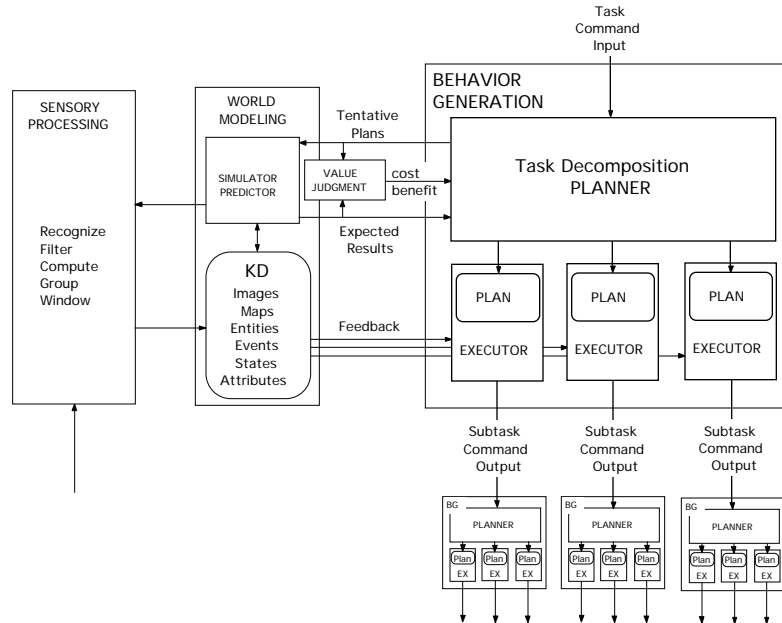 Task
Command
Input
BEHAVIOR
GENERATION
SENSORY
PROCESSING
Recognize
Filter
Compute
Group
Window
WORLD
MODELING
SIMULATOR
PREDICTOR
Tentative
Plans
VALUE
JUDGMENT
cost
benefit
Expected
Results
Task Decomposition
PLANNER
KD
Images
Maps
Entities
Events
States
Attributes
Feedback
PLAN
EXECUTOR
PLAN
EXECUTOR
PLAN
EXECUTOR
Subtask
Command
Output
Subtask
Command
Output
Subtask
Command
Output
BG
PLANNER
Plan
Plan
Plan
EX
EX
EX
BG
PLANNER
Plan
Plan
Plan
EX
EX
EX
BG
PLANNER
Plan
Plan
Plan
EX
EX
EX